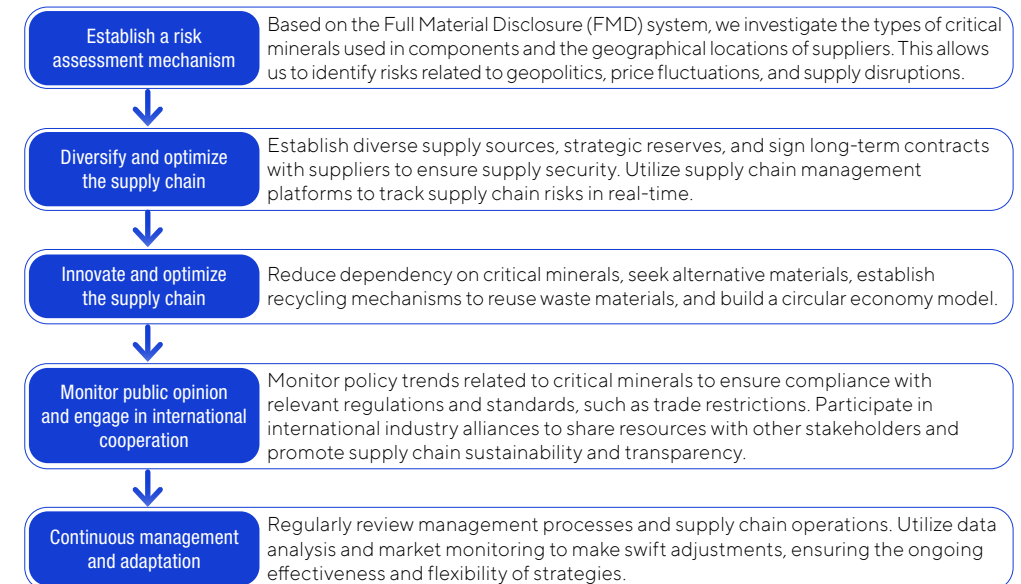 Establish a risk
assessment mechanism
Based on the Full Material Disclosure (FMD) system, we investigate the types of critical
minerals used in components and the geographical locations of suppliers. This allows
us to identify risks related to geopolitics, price fluctuations, and supply disruptions.
Diversify and optimize
the supply chain
Establish diverse supply sources, strategic reserves, and sign long-term contracts
with suppliers to ensure supply security. Utilize supply chain management
platforms to track supply chain risks in real-time.
Innovate and optimize
the supply chain
Reduce dependency on critical minerals, seek alternative materials, establish
recycling mechanisms to reuse waste materials, and build a circular economy model.
Monitor public opinion
and engage in international
cooperation
Monitor policy trends related to critical minerals to ensure compliance with
relevant regulations and standards, such as trade restrictions. Participate in
international industry alliances to share resources with other stakeholders and
promote supply chain sustainability and transparency.
Continuous management
and adaptation
Regularly review management processes and supply chain operations. Utilize data
analysis and market monitoring to make swift adjustments, ensuring the ongoing
effectiveness and flexibility of strategies.